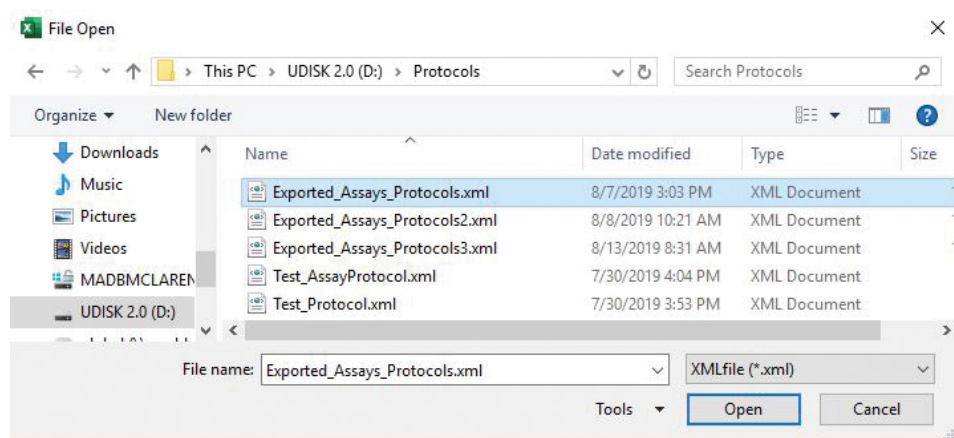 File Open
This PC > UDISK 2.0 (D:) > Protocols
Search Protocols
Organize
New folder
Downloads
Music
Pictures
Videos
MADBMCLAREN
UDISK 2.0 (D:)
Name Date modified Type Size
Exported_Assays_Protocols.xml 8/7/2019 3:03 PM XML Document
Exported_Assays_Protocols2.xml 8/8/2019 10:21 AM XML Document
Exported_Assays_Protocols3.xml 8/13/2019 8:31 AM XML Document
Test_AssayProtocol.xml 7/30/2019 4:04 PM XML Document
Test_Protocol.xml 7/30/2019 3:53 PM XML Document
File name: Exported_Assays_Protocols.xml
XMLfile (*.xml)
Tools
Open
Cancel